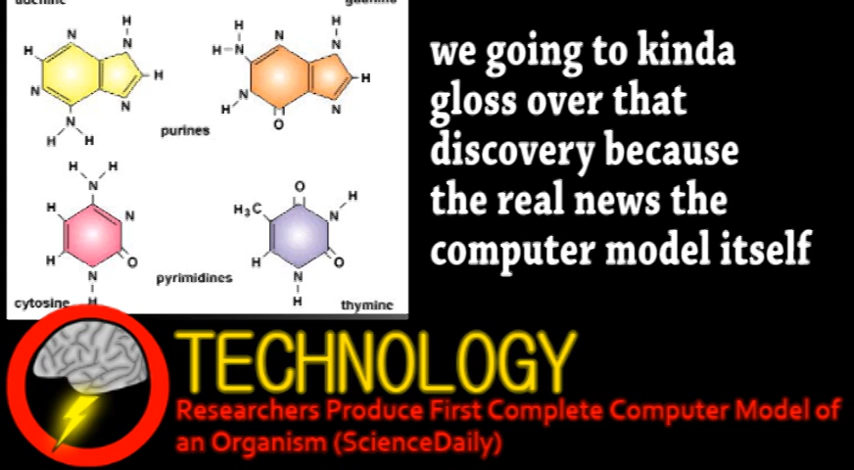 adenine guanine
H
N
H
N
N
H
N
N
H H
purines
H
H-N
N
H
N
H
N
H
N
O
H H
N
H
N
H
O
N
H
pyrimidines
cytosine
O
H₃C
H
N
O
H
N
H
thymine
we going to kinda
gloss over that
discovery because
the real news the
computer model itself
TECHNOLOGY
Researchers Produce First Complete Computer Model of
an Organism (ScienceDaily)